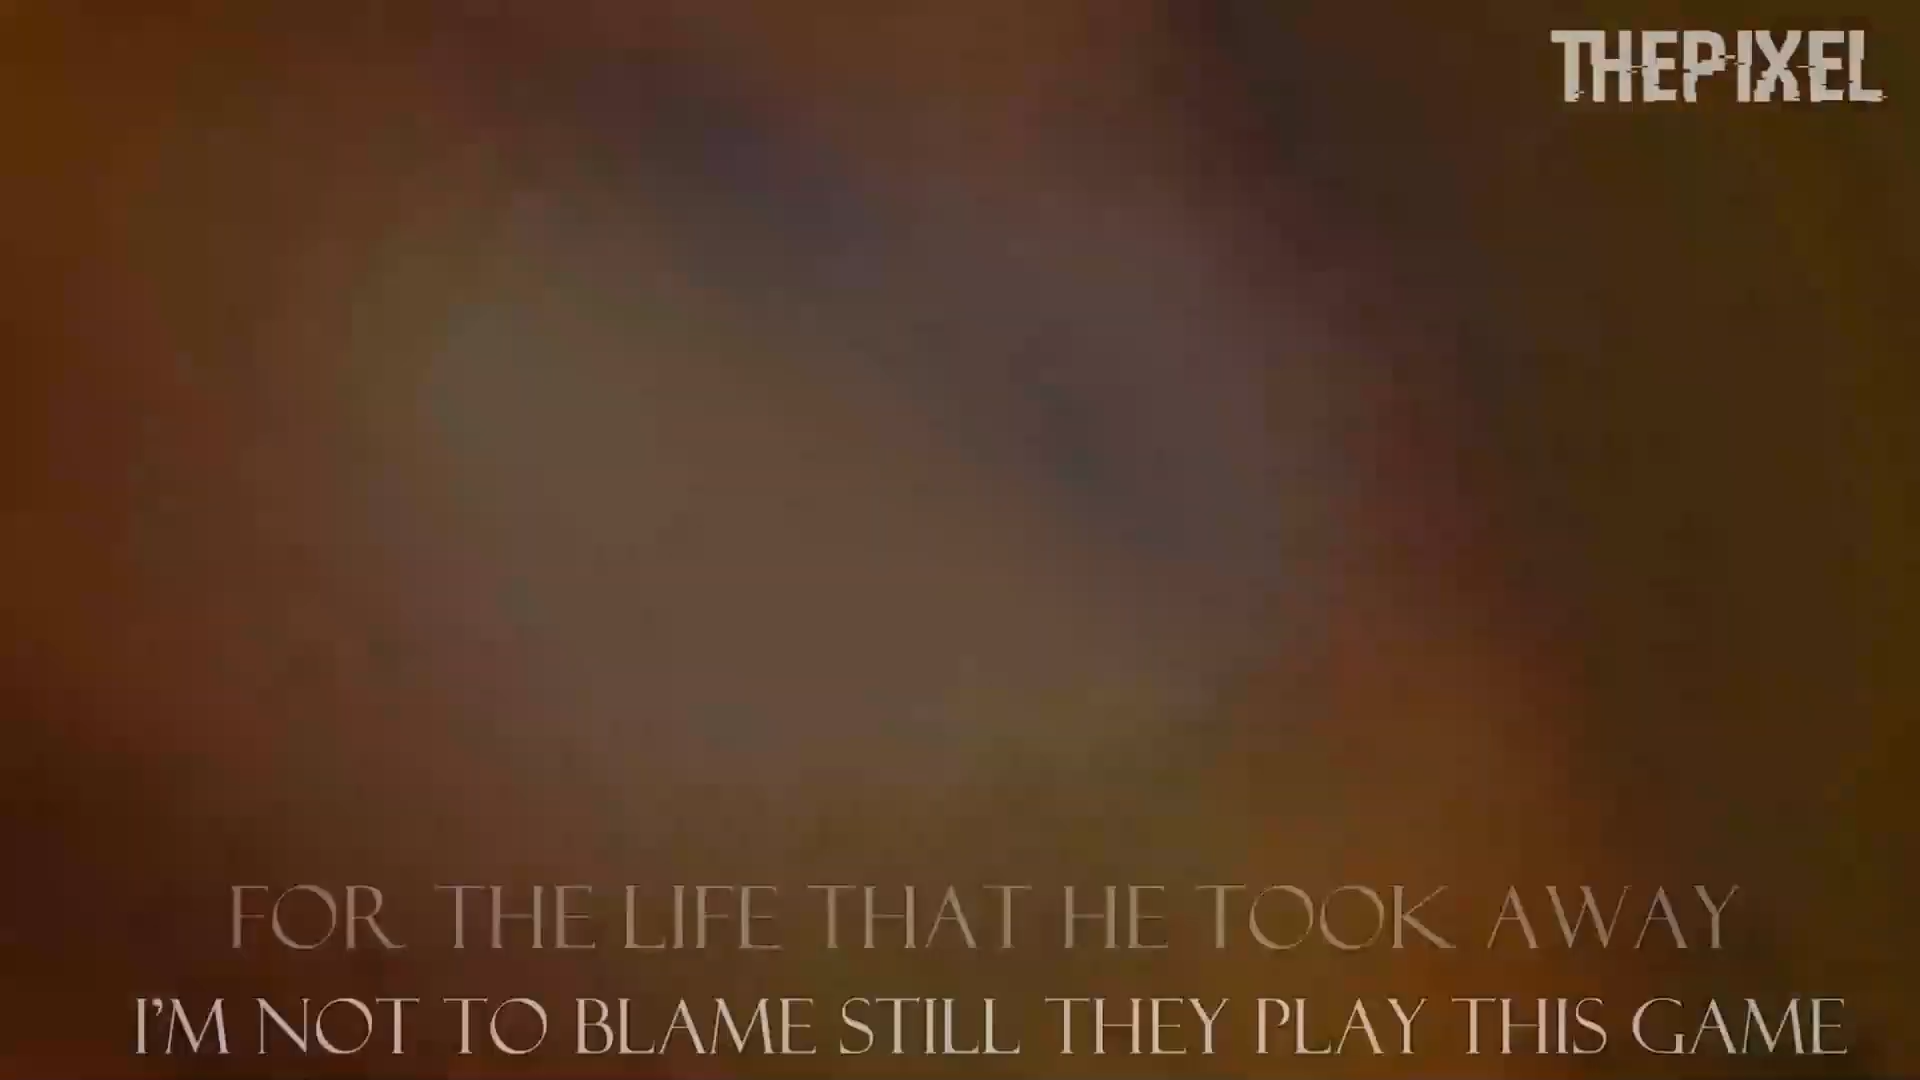 THEPIXEL
FOR THE LIFE THAT HE TOOK AWAY
I'M NOT TO BLAME STILL THEY PLAY THIS GAME